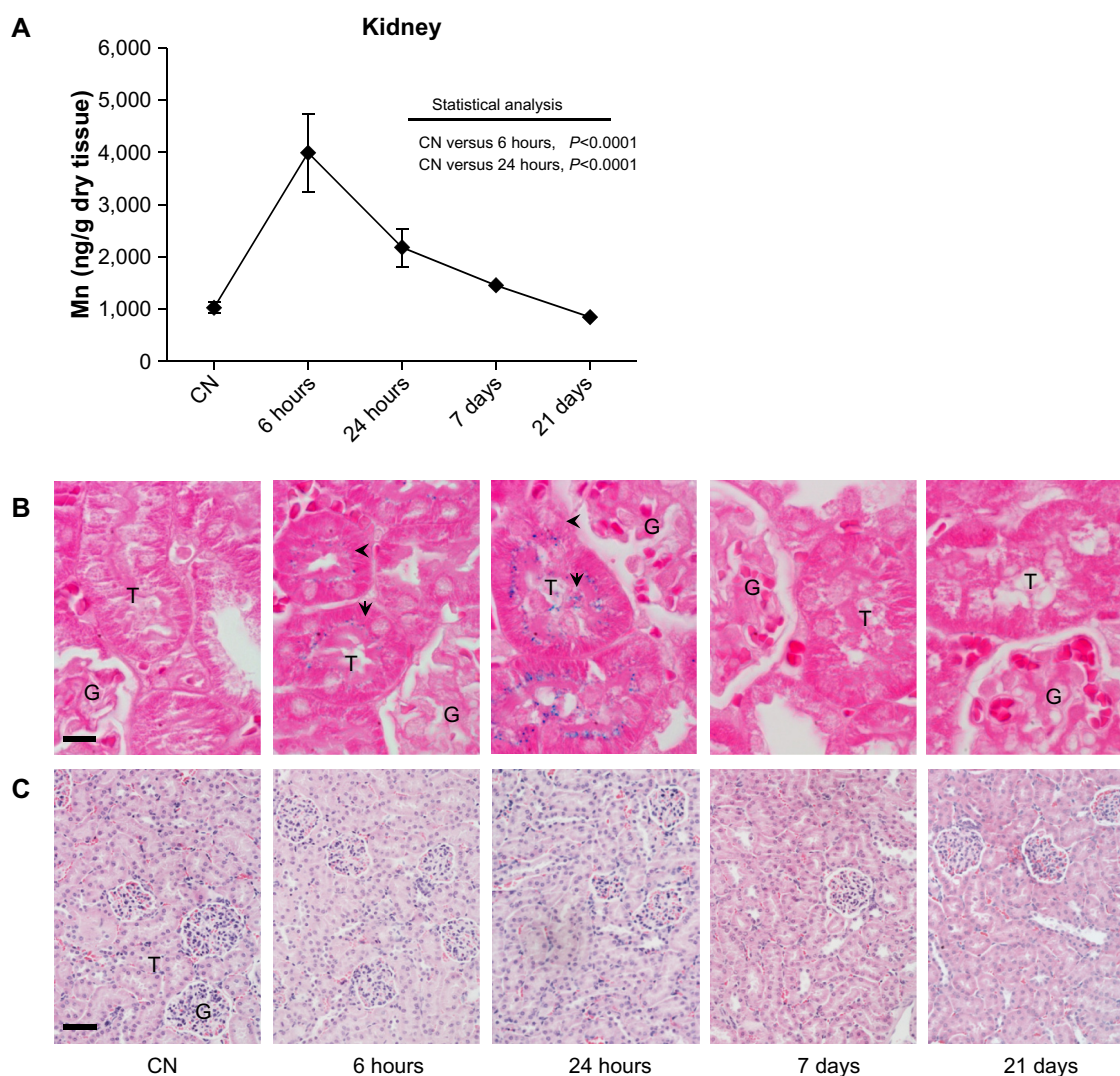 A
Kidney
6,000
5,000
4,000
3,000
2,000
1,000
0
Mn (ng/g dry tissue)
Statistical analysis
CN versus 6 hours, P<0.0001
CN versus 24 hours, P<0.0001
CN
6 hours
24 hours
7 days
21 days
B
T
G
T
G
T
G
G
T
T
G
C
T
G
CN
6 hours
24 hours
7 days
21 days